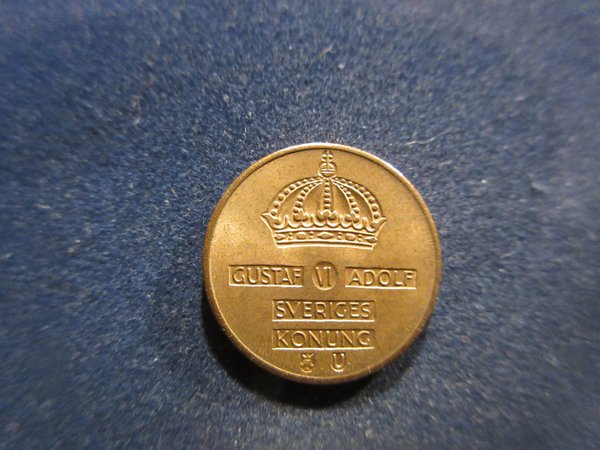 GUSTAF VI ADOLF
SVERIGES
KONUNG
U